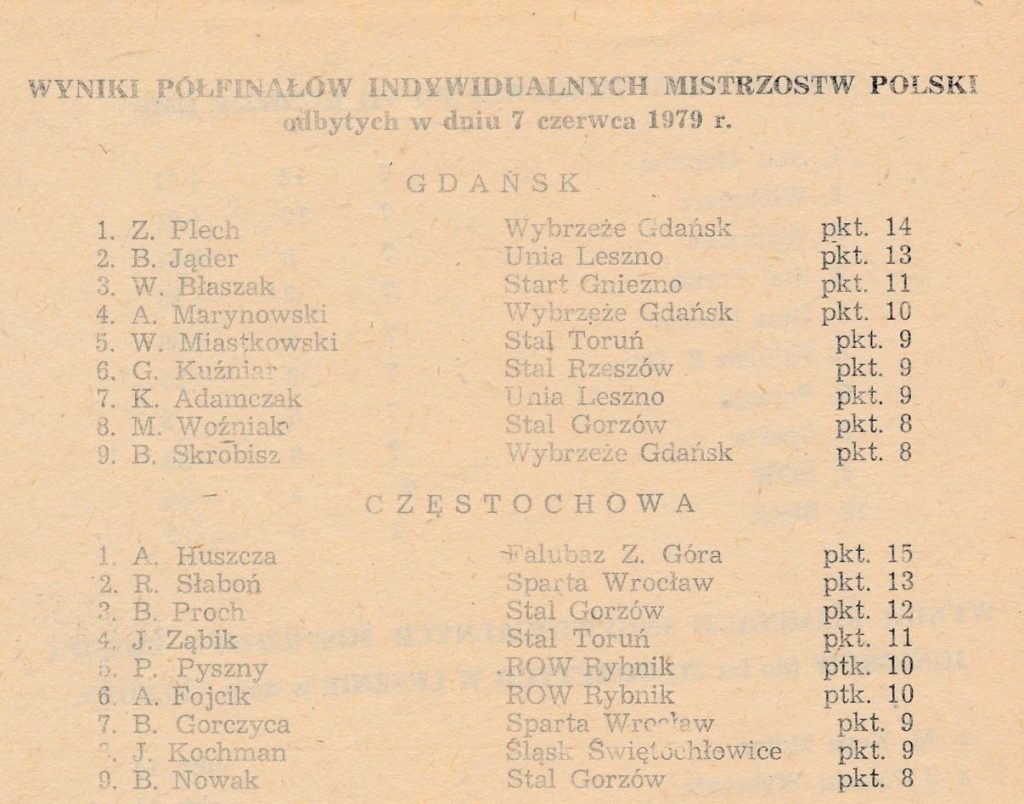 WYNIKI PÓŁFINAŁÓW INDYWIDUALNYCH MISTRZOSTW POLSKI
odbytych w dniu 7 czerwca 1979 r.
GDAŃSK
1. Z. Plech Wybrzeże Gdańsk pkt. 14
2. B. Jąder Unia Leszno pkt. 13
3. W. Błaszak Start Gniezno pkt. 11
4. A. Marynowski Wybrzeże Gdańsk pkt. 10
5. W. Miastkowski Stal Toruń pkt. 9
6. G. Kuźniar Stal Rzeszów pkt. 9
7. K. Adamczak Unia Leszno pkt. 9
8. M. Woźniak Stal Gorzów pkt. 8
9. B. Skrobisz Wybrzeże Gdańsk pkt. 8
CZĘSTOCHOWA
1. A. Huszcza Falubaz Z. Góra pkt. 15
2. R. Słaboń Sparta Wrocław pkt. 13
3. B. Proch Stal Gorzów pkt. 12
4. J. Ząbik Stal Toruń pkt. 11
5. P. Pyszny ROW Rybnik ptk. 10
6. A. Fojcik ROW Rybnik ptk. 10
7. B. Gorczyca Sparta Wrocław pkt. 9
8. J. Kochman Śląsk Świętochłowice pkt. 9
9. B. Nowak Stal Gorzów pkt. 8